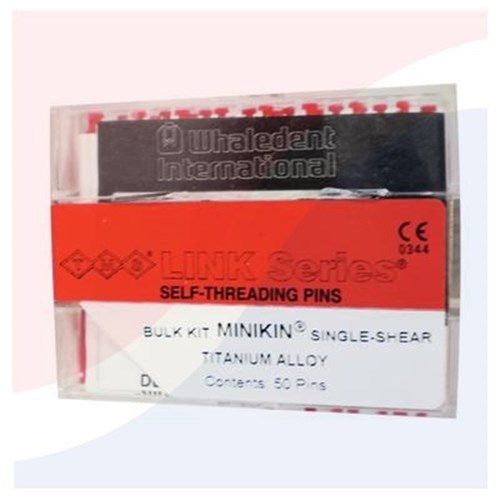 Whaledent
International
TMS LINK Series®
CE
0344
SELF-THREADING PINS
BULK KIT MINIKIN® SINGLE-SHEAR
TITANIUM ALLOY
Contents: 50 Pins